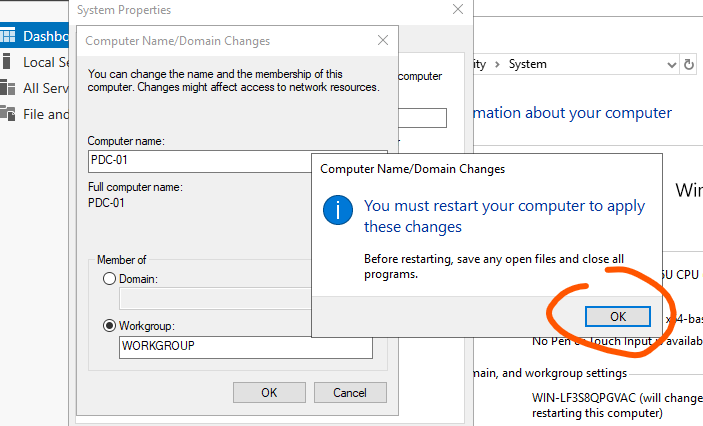 System Properties
Dashbo
Local Se
All Serv
File and
Computer Name/Domain Changes
You can change the name and the membership of this
computer. Changes might affect access to network resources.
computer
Computer name:
PDC-01
Full computer name:
PDC-01
Member of
Domain:
Workgroup:
WORKGROUP
OK
Cancel
Computer Name/Domain Changes
You must restart your computer to apply
these changes
Before restarting, save any open files and close all
programs.
OK
ity > System
mation about your computer
Win
U CPU
No Pen or Touch Input is availab
main, and workgroup settings
WIN-LF3S8QPGVAC (will change
restarting this computer)